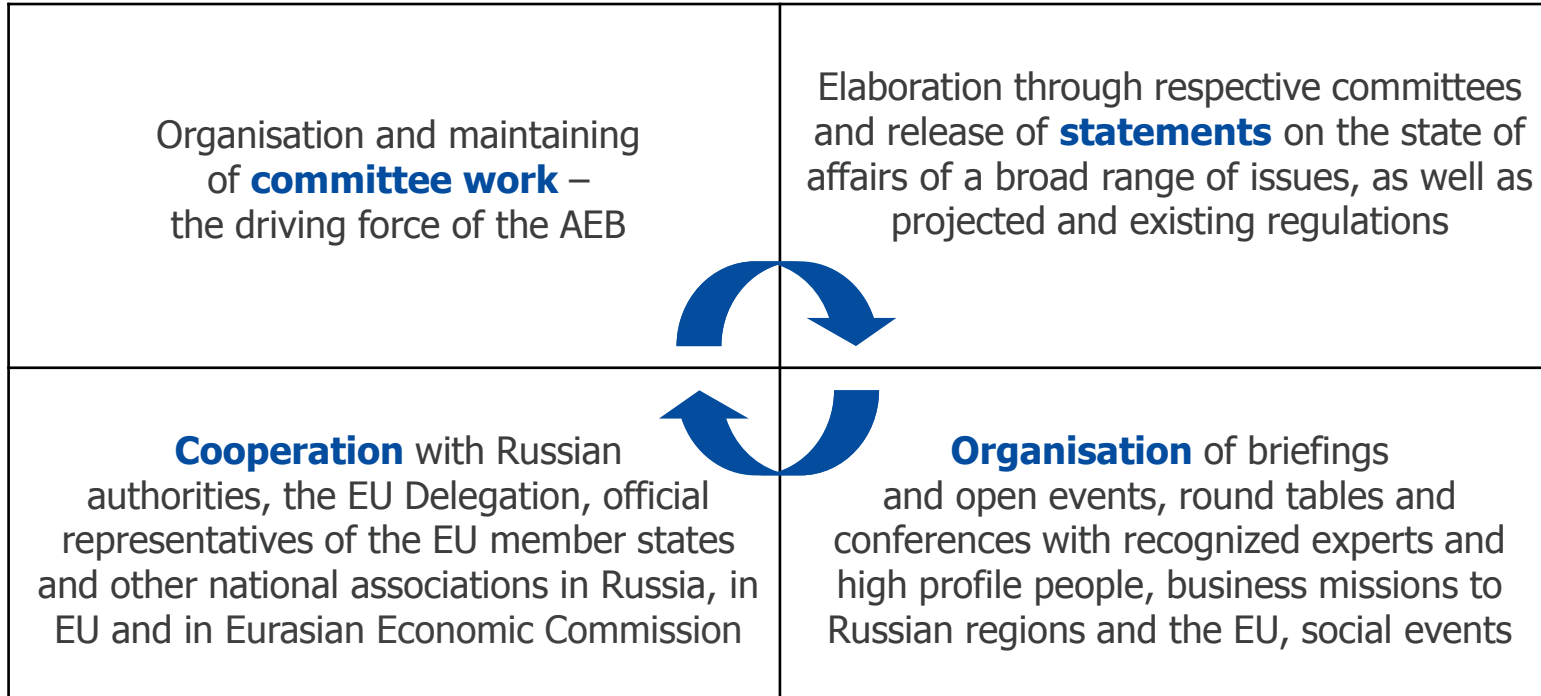 Organisation and maintaining
of committee work –
the driving force of the AEB
Elaboration through respective committees
and release of statements on the state of
affairs of a broad range of issues, as well as
projected and existing regulations
Cooperation with Russian
authorities, the EU Delegation, official
representatives of the EU member states
and other national associations in Russia, in
EU and in Eurasian Economic Commission
Organisation of briefings
and open events, round tables and
conferences with recognized experts and
high profile people, business missions to
Russian regions and the EU, social events